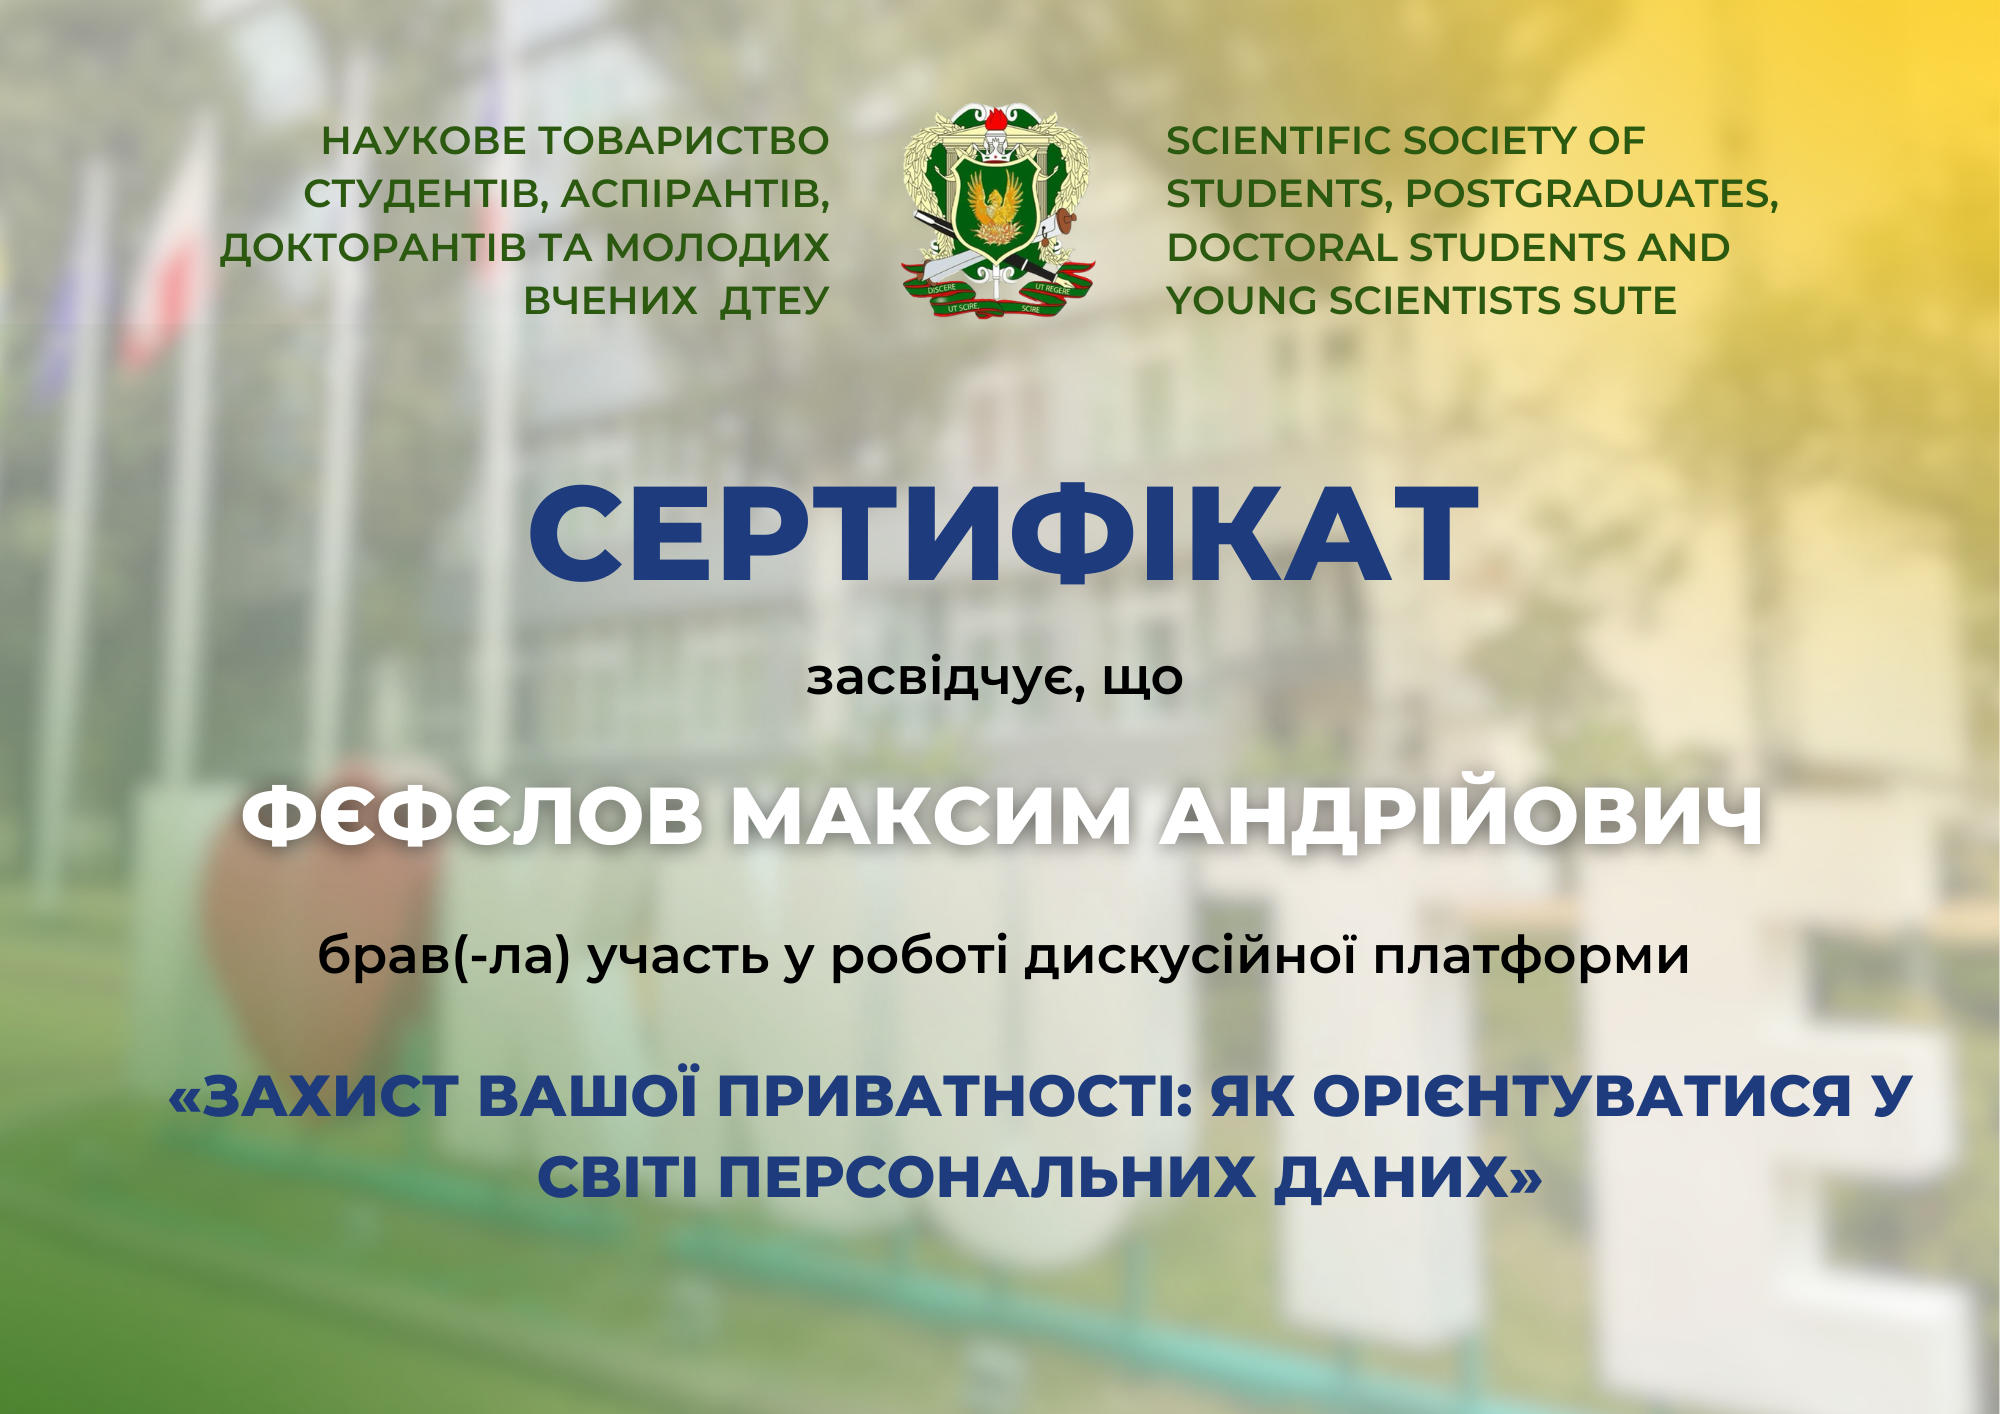 НАУКОВЕ ТОВАРИСТВО
СТУДЕНТІВ, АСПІРАНТІВ,
ДОКТОРАНТІВ ТА МОЛОДИХ
ВЧЕНИХ ДТЕУ
DISCERE
UT SCIRE,
SCIRE
UT REGERE
SCIENTIFIC SOCIETY OF
STUDENTS, POSTGRADUATES,
DOCTORAL STUDENTS AND
YOUNG SCIENTISTS SUTE
СЕРТИФІКАТ
засвідчує, що
ФЄФЄЛОВ МАКСИМ АНДРІЙОВИЧ
брав(-ла) участь у роботі дискусійної платформи
«ЗАХИСТ ВАШОЇ ПРИВАТНОСТІ: ЯК ОРІЄНТУВАТИСЯ У
СВІТІ ПЕРСОНАЛЬНИХ ДАНИХ»